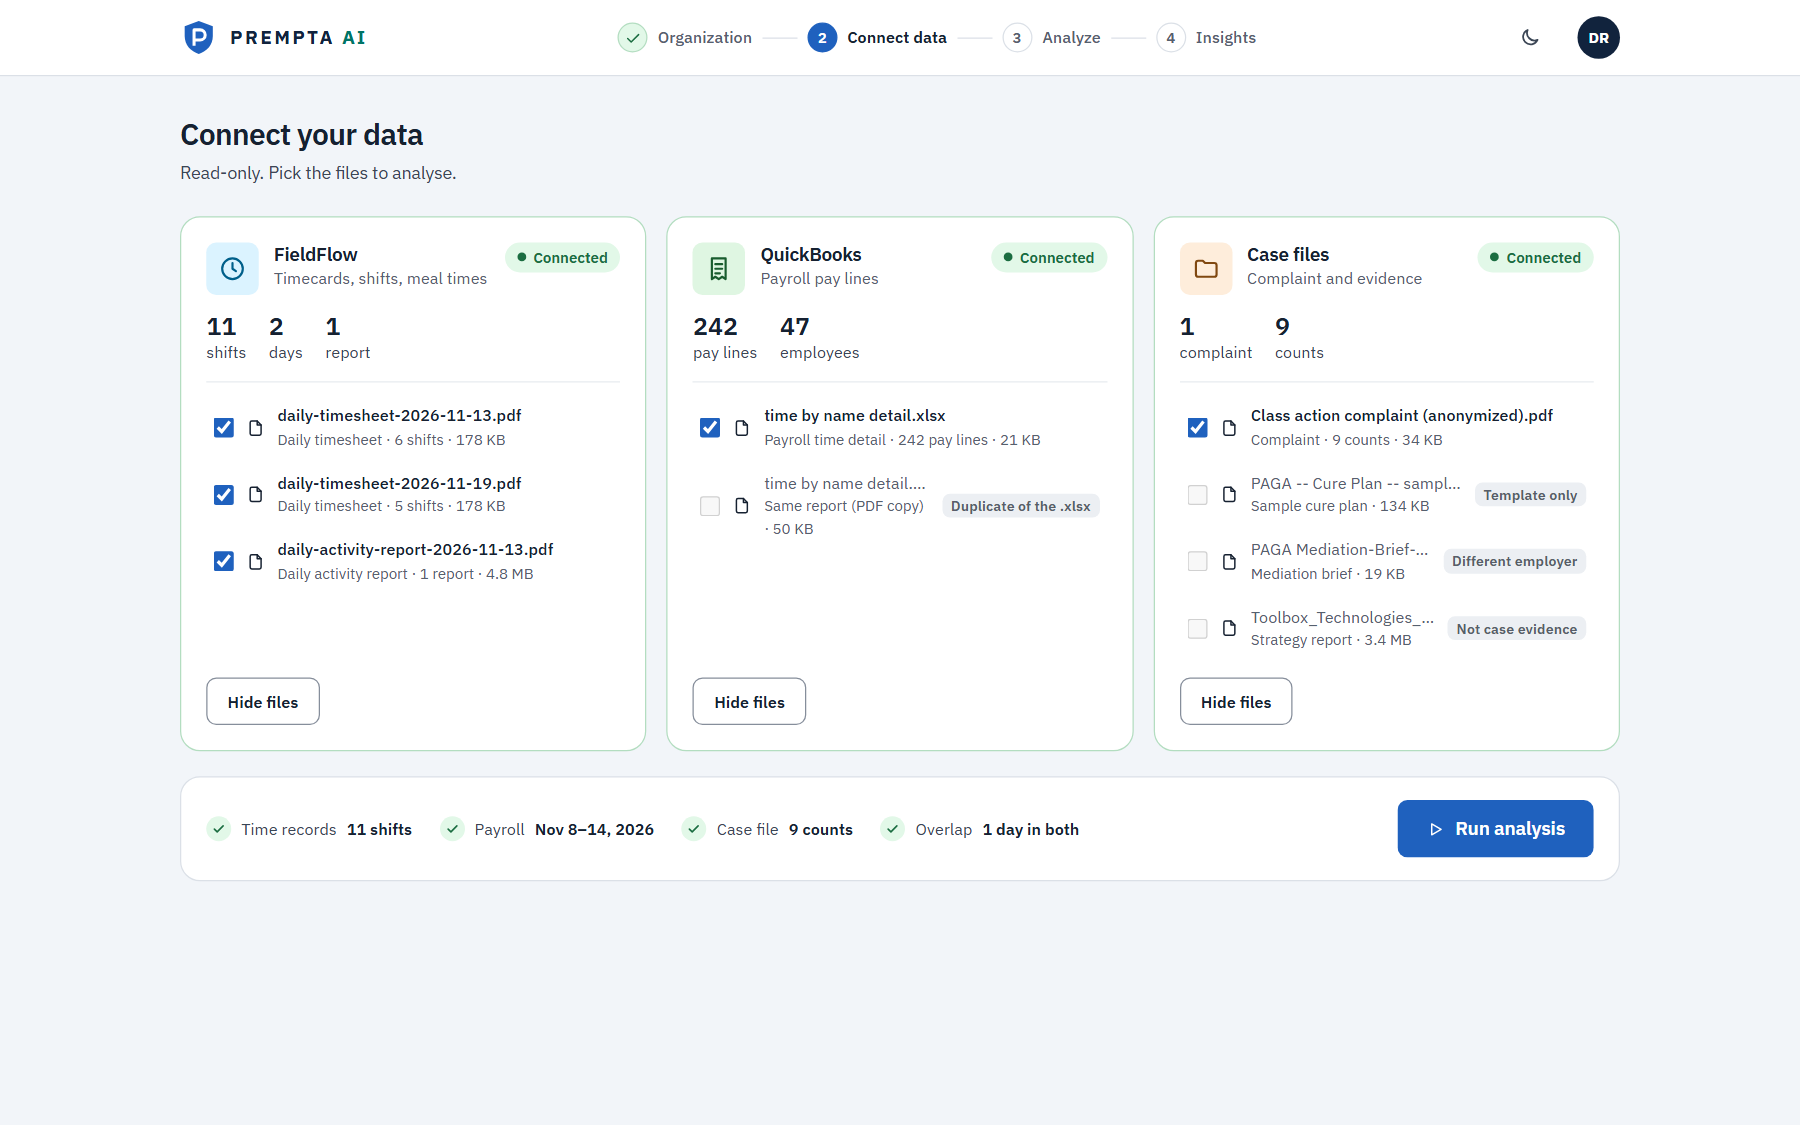 PREMPTA AI
Organization
2 Connect data
3 Analyze
4 Insights
DR
Connect your data
Read-only. Pick the files to analyse.
FieldFlow
Timecards, shifts, meal times
Connected
11 shifts
2 days
1 report
daily-timesheet-2026-11-13.pdf
Daily timesheet · 6 shifts · 178 KB
daily-timesheet-2026-11-19.pdf
Daily timesheet · 5 shifts · 178 KB
daily-activity-report-2026-11-13.pdf
Daily activity report · 1 report · 4.8 MB
Hide files
QuickBooks
Payroll pay lines
Connected
242 pay lines
47 employees
time by name detail.xlsx
Payroll time detail · 242 pay lines · 21 KB
time by name detail....
Same report (PDF copy)
· 50 KB
Duplicate of the .xlsx
Hide files
Case files
Complaint and evidence
Connected
1 complaint
9 counts
Class action complaint (anonymized).pdf
Complaint · 9 counts · 34 KB
PAGA -- Cure Plan -- sampl...
Sample cure plan · 134 KB
Template only
PAGA Mediation-Brief-...
Mediation brief · 19 KB
Different employer
Toolbox_Technologies_...
Strategy report · 3.4 MB
Not case evidence
Hide files
Time records 11 shifts
Payroll Nov 8–14, 2026
Case file 9 counts
Overlap 1 day in both
Run analysis